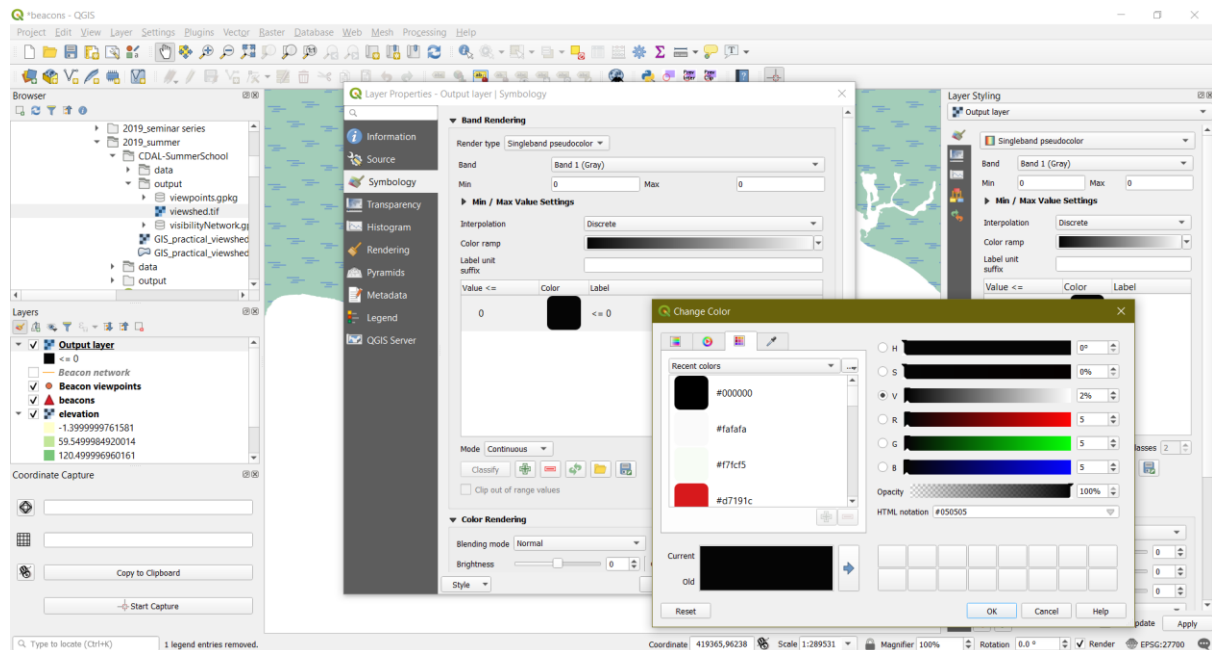 *beacons - QGIS
Project Edit View Layer Settings Plugins Vector Raster Database Web Mesh Processing Help
Browser
2019_seminar series
2019_summer
CDAL-SummerSchool
data
output
viewpoints.gpkg
viewshed.tif
visibilityNetwork.g
GIS_practical_viewshed
GIS_practical_viewshed
data
output
Layers
Output layer
<= 0
Beacon network
Beacon viewpoints
beacons
elevation
-1.3999999761581
59.5499984920014
120.499996960161
Coordinate Capture
Copy to Clipboard
Start Capture
Layer Properties - Output layer | Symbology
Information
Source
Symbology
Transparency
Histogram
Rendering
Pyramids
Metadata
Legend
QGIS Server
Band Rendering
Render type Singleband pseudocolor
Band Band 1 (Gray)
Min 0 Max 0
Min / Max Value Settings
Interpolation Discrete
Color ramp
Label unit
suffix
Value <= Color Label
0 <= 0
Mode Continuous
Classify
Clip out of range values
Color Rendering
Blending mode Normal
Brightness 0
Style
Change Color
Recent colors
#000000
#fafafa
#f7fcf5
#d7191c
H 0°
S 0%
V 2%
R 5
G 5
B 5
Opacity 100%
HTML notation #050505
Current
Old
Reset OK Cancel Help
Layer Styling
Output layer
Singleband pseudocolor
Band Band 1 (Gray)
Min 0 Max 0
Min / Max Value Settings
Interpolation Discrete
Color ramp
Label unit
suffix
Value <= Color Label
lasses 2
0
0
0
pdate Apply
Type to locate (Ctrl+K) 1 legend entries removed. Coordinate 419365,96238 Scale 1:289531 Magnifier 100% Rotation 0.0 ° Render EPSG:27700